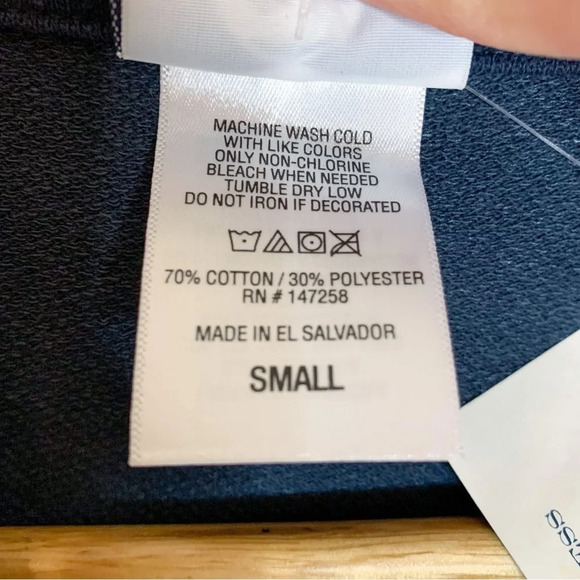 MACHINE WASH COLD
WITH LIKE COLORS
ONLY NON-CHLORINE
BLEACH WHEN NEEDED
TUMBLE DRY LOW
DO NOT IRON IF DECORATED
70% COTTON / 30% POLYESTER
RN # 147258
MADE IN EL SALVADOR
SMALL